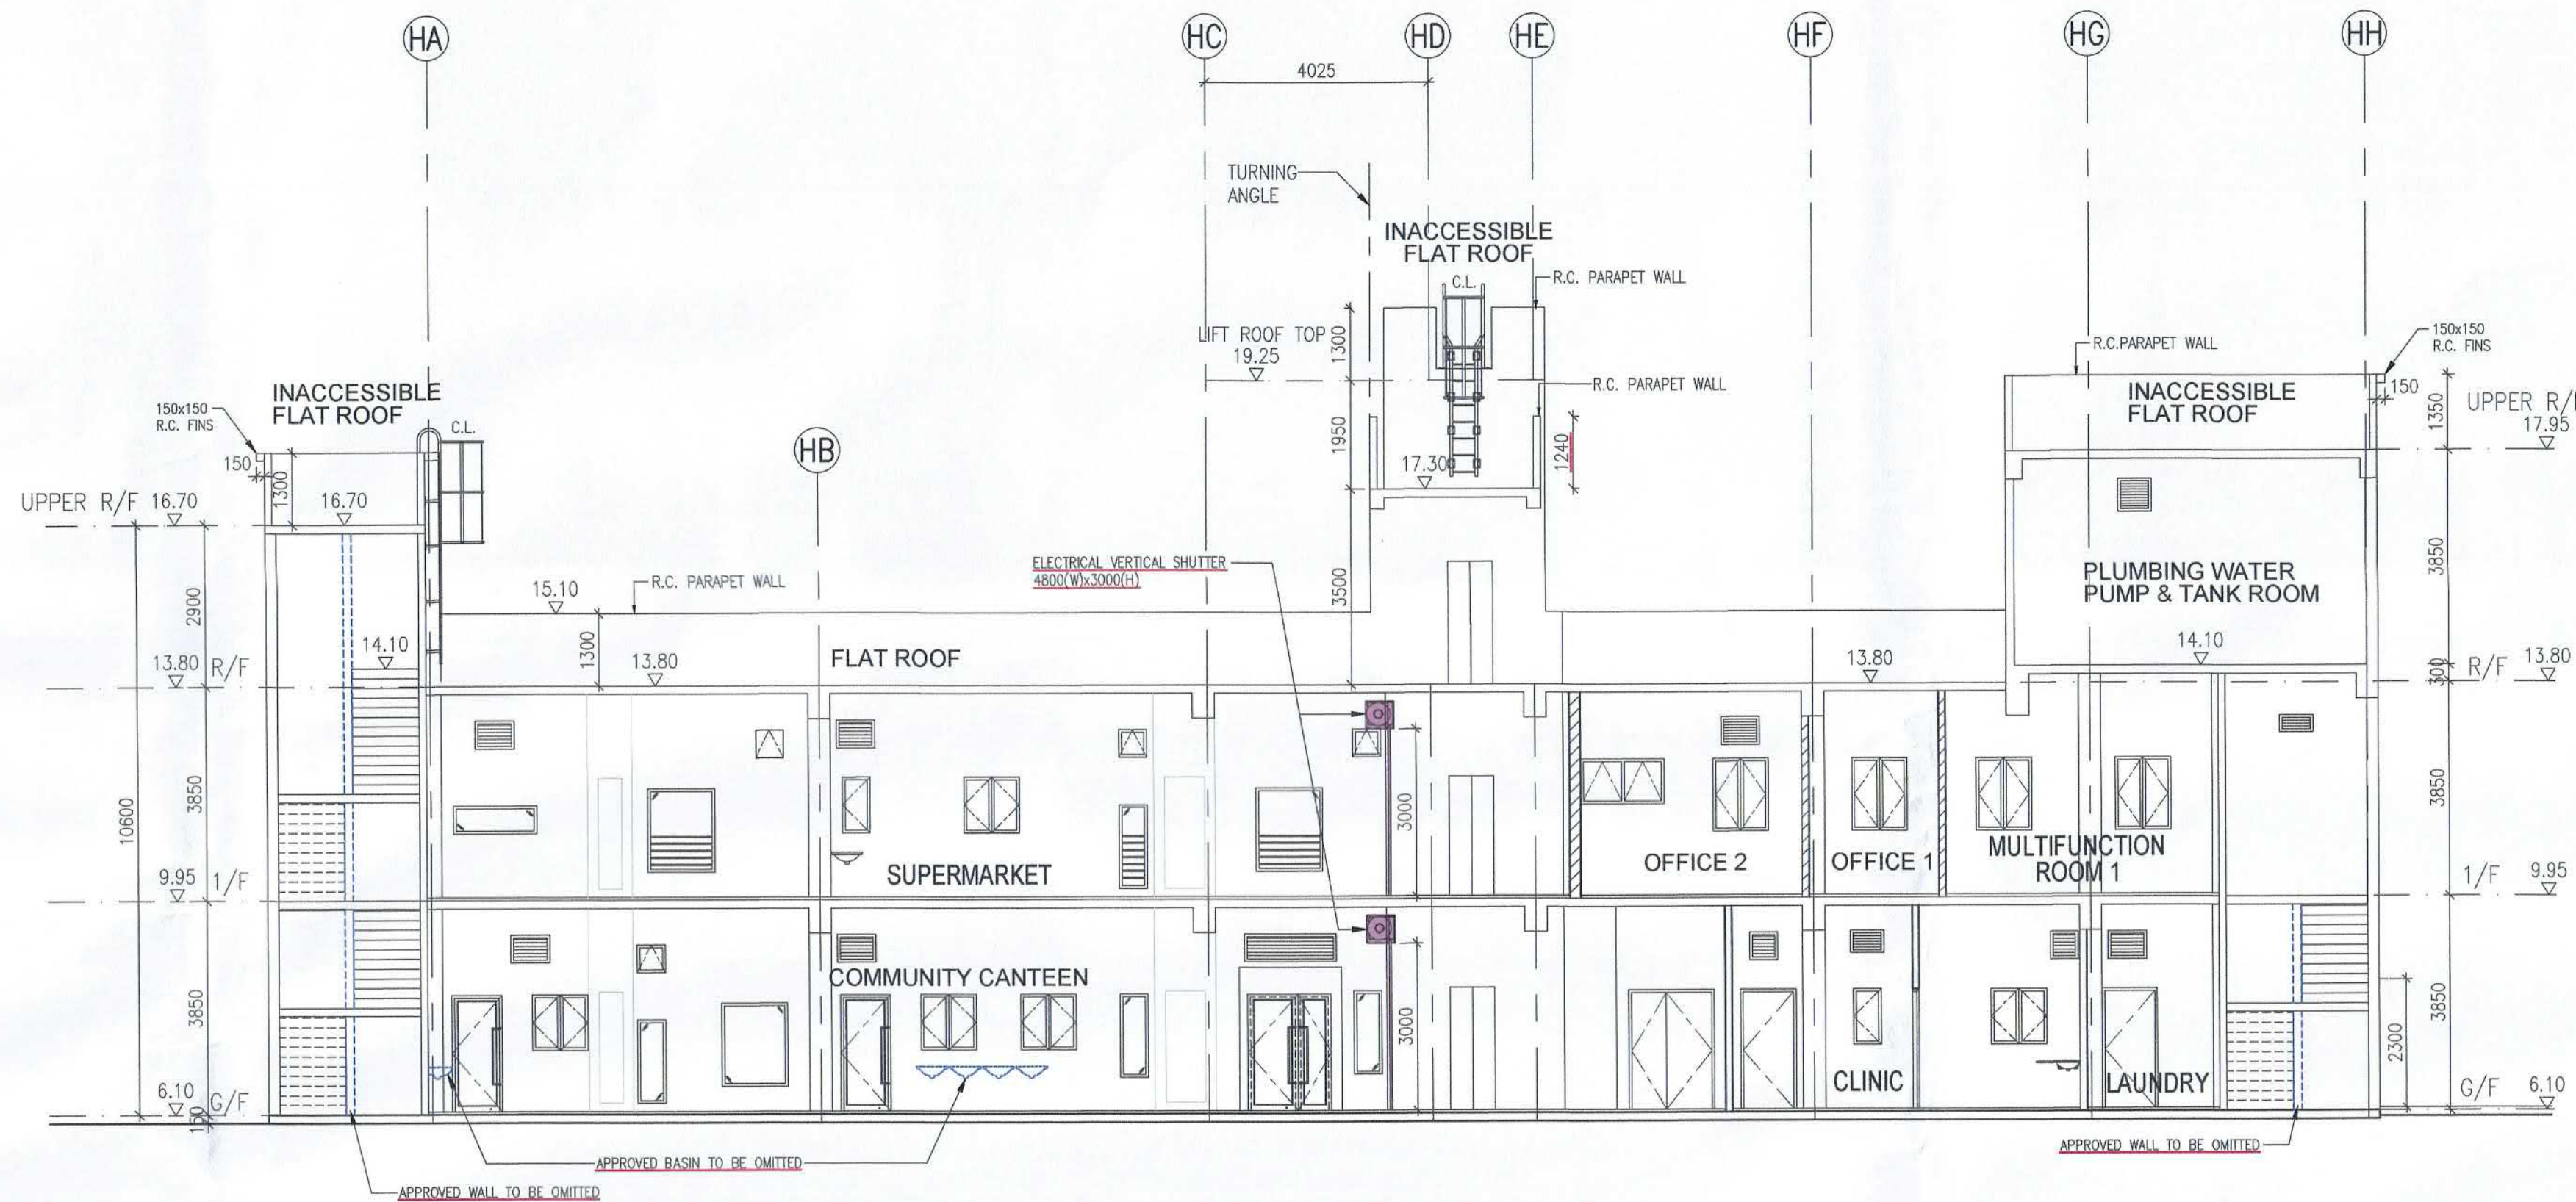 HA
HC
HD
HE
HF
HG
HH
4025
TURNING
ANGLE
INACCESSIBLE
FLAT ROOF
C.L.
R.C. PARAPET WALL
LIFT ROOF TOP
19.25
1300
R.C. PARAPET WALL
1950
17.30
1240
3500
150x150
R.C. FINS
R.C.PARAPET WALL
150
INACCESSIBLE
FLAT ROOF
1350
UPPER R/F
17.95
INACCESSIBLE
FLAT ROOF
150x150
R.C. FINS
C.L.
150
1300
HB
UPPER R/F 16.70
16.70
ELECTRICAL VERTICAL SHUTTER
4800(W)x3000(H)
PLUMBING WATER
PUMP & TANK ROOM
3850
15.10
R.C. PARAPET WALL
2900
14.10
1300
13.80
FLAT ROOF
13.80
14.10
13.80 R/F
300
R/F 13.80
10600
3850
3000
3850
SUPERMARKET
OFFICE 2
OFFICE 1
MULTIFUNCTION
ROOM 1
9.95 1/F
1/F 9.95
COMMUNITY CANTEEN
3850
3000
2300
3850
CLINIC
LAUNDRY
6.10 G/F
150
G/F 6.10
APPROVED BASIN TO BE OMITTED
APPROVED WALL TO BE OMITTED
APPROVED WALL TO BE OMITTED